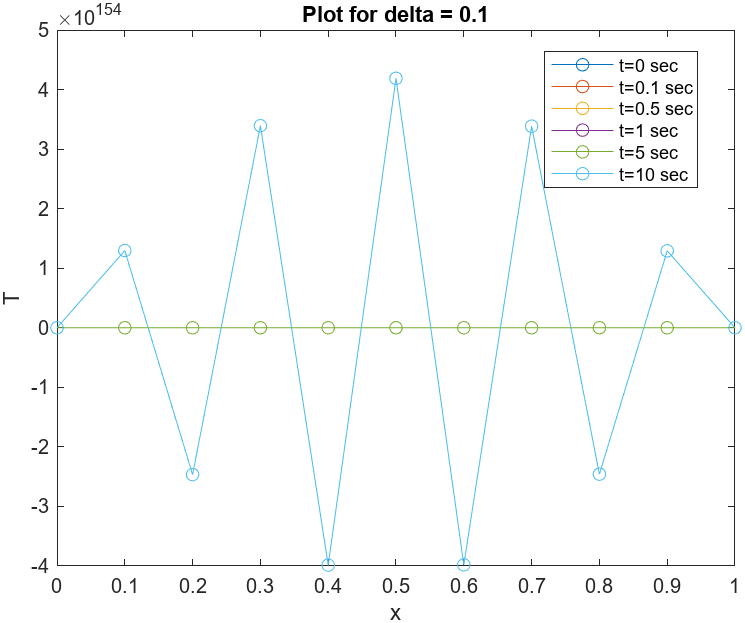 Plot for delta = 0.1
×10^154
5
4
3
2
1
0
-1
-2
-3
-4
T
0 0.1 0.2 0.3 0.4 0.5 0.6 0.7 0.8 0.9 1
x
t=0 sec
t=0.1 sec
t=0.5 sec
t=1 sec
t=5 sec
t=10 sec